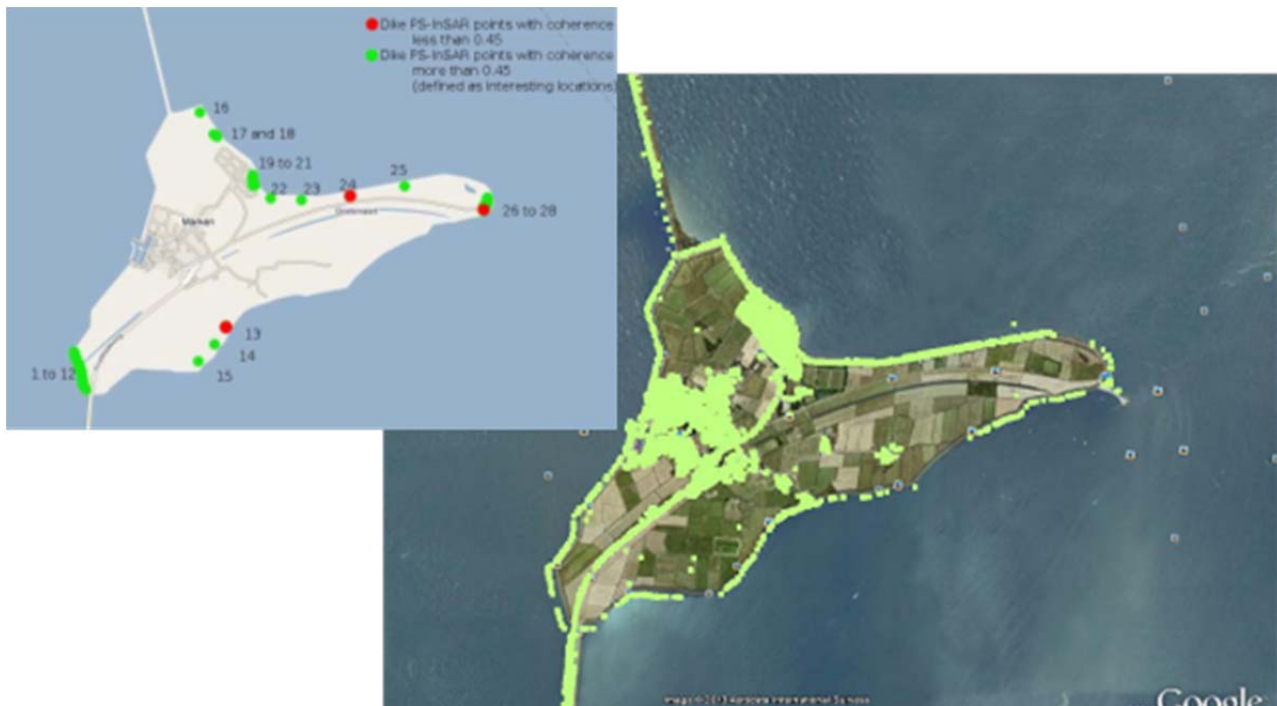 Dike PS-InSAR points with coherence
less than 0.45
Dike PS-InSAR points with coherence
more than 0.45
(defined as interesting locations)
16
17 and 18
19 to 21
22
23
24
25
26 to 28
Marken
13
14
15
1 to 12
Google